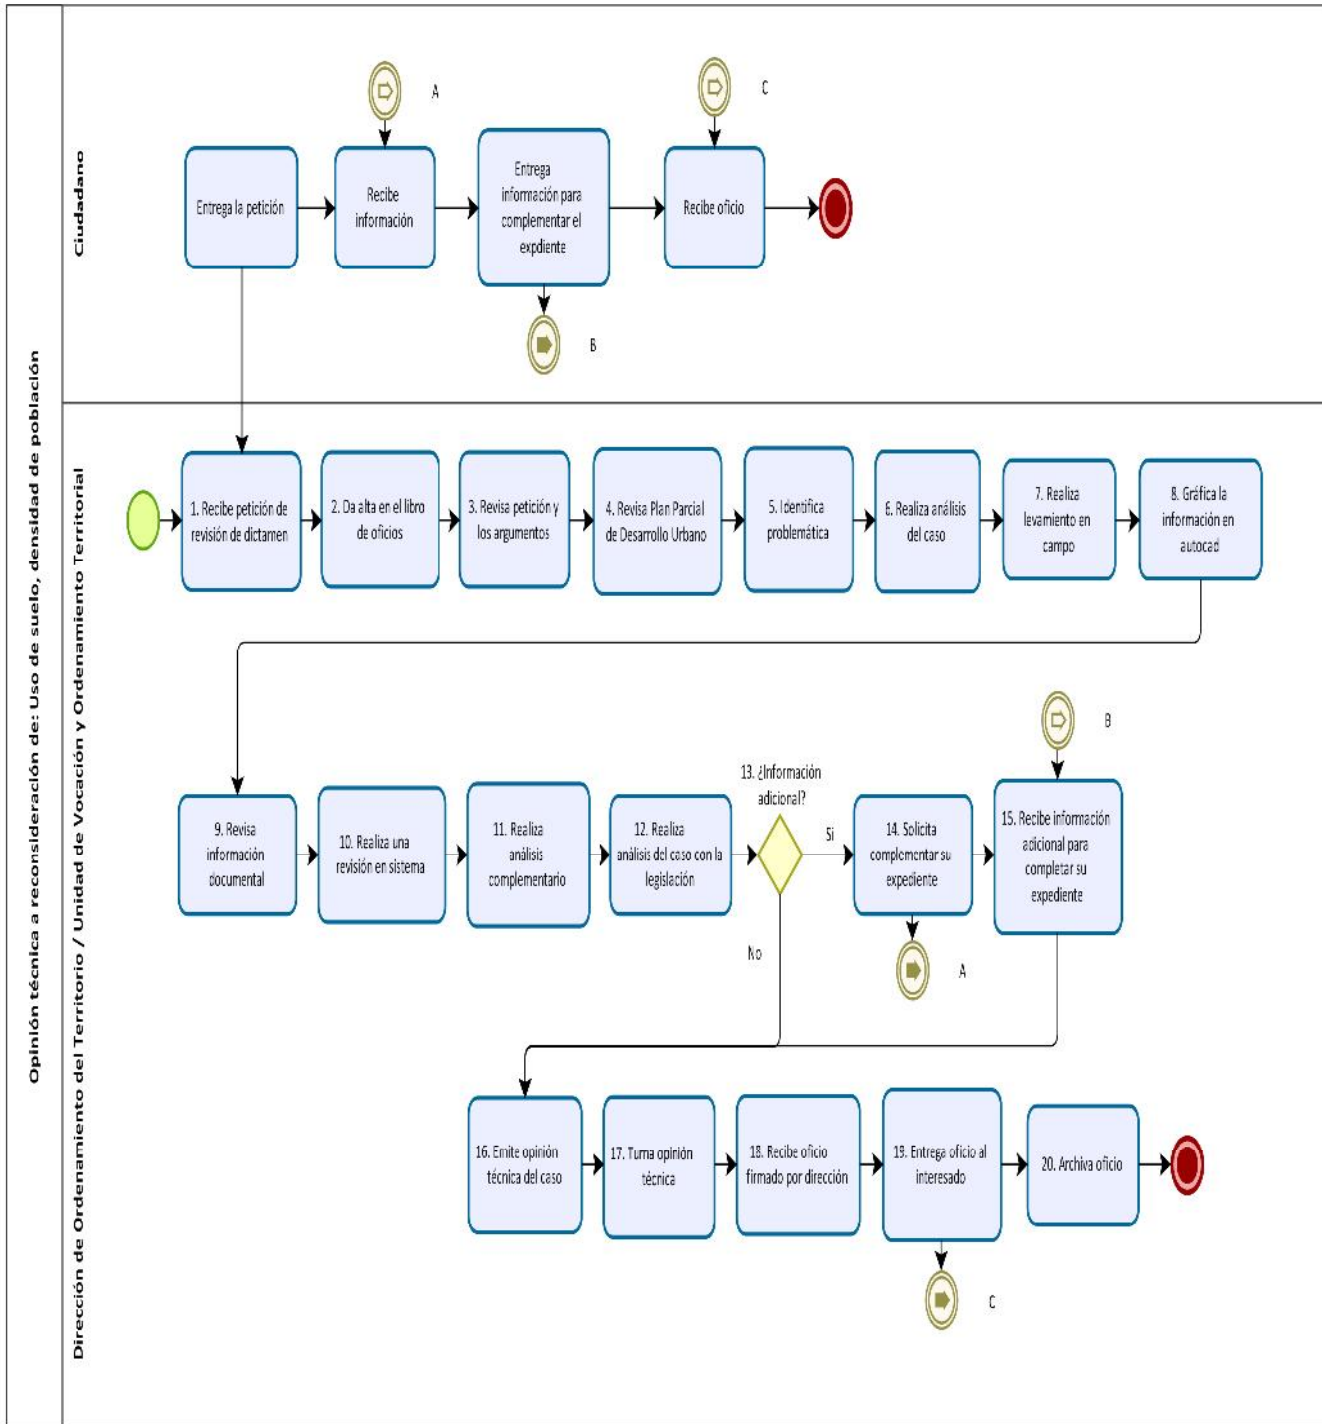 Opinión técnica a reconsideración de: Uso de suelo, densidad de población
Ciudadano
A
C
Entrega la petición
Recibe
información
Entrega
información para
complementar el
expdiente
Recibe oficio
B
Dirección de Ordenamiento del Territorio / Unidad de Vocación y Ordenamiento Territorial
1. Recibe petición de
revisión de dictamen
2. Da alta en el libro
de oficios
3. Revisa petición y
los argumentos
4. Revisa Plan Parcial
de Desarrollo Urbano
5. Identifica
problemática
6. Realiza análisis
del caso
7. Realiza
levamiento en
campo
8. Gráfica la
información en
autocad
B
9. Revisa
información
documental
10. Realiza una
revisión en sistema
11. Realiza
análisis
complementario
12. Realiza
análisis del caso con la
legislación
13. ¿Información
adicional?
Si
No
14. Solicita
complementar su
expediente
A
15. Recibe información
adicional para
completar su
expediente
16. Emite opinión
técnica del caso
17. Turna opinión
técnica
18. Recibe oficio
firmado por dirección
19. Entrega oficio al
interesado
20. Archiva oficio
C